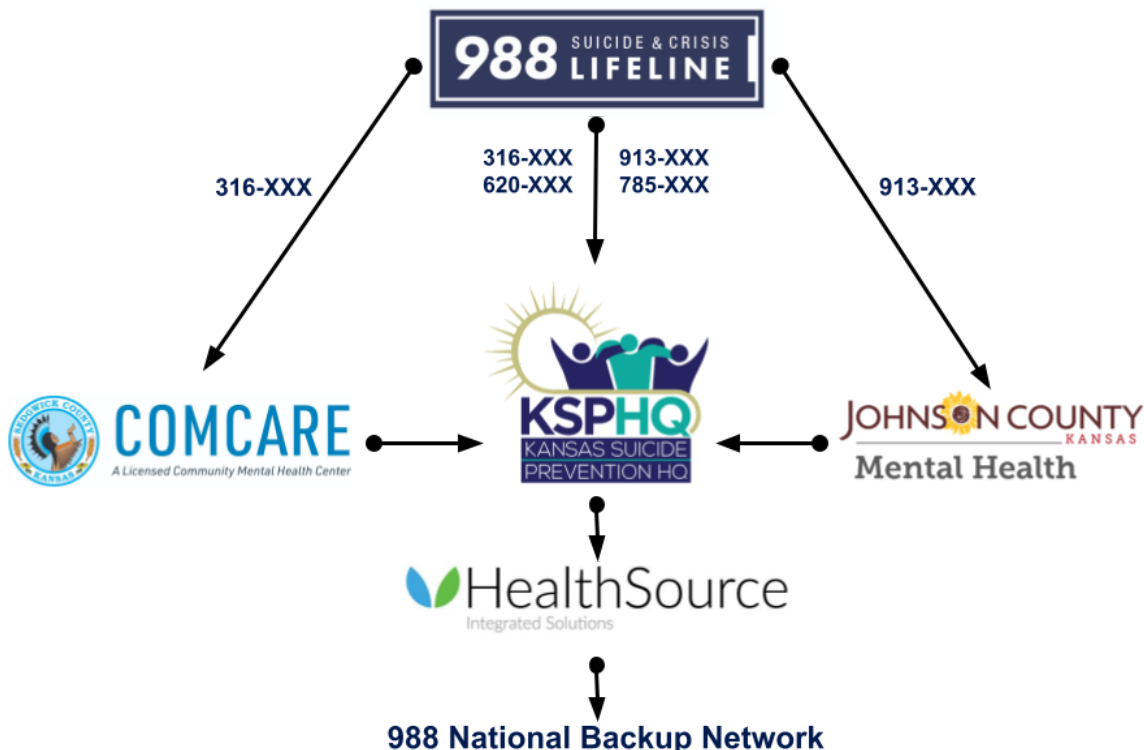 988 SUICIDE & CRISIS
LIFELINE
316-XXX 913-XXX
620-XXX 785-XXX
316-XXX
913-XXX
SEDGWICK COUNTY
KANSAS
COMCARE
A Licensed Community Mental Health Center
KSPHQ
KANSAS SUICIDE
PREVENTION HQ
JOHNSON COUNTY
KANSAS
Mental Health
HealthSource
Integrated Solutions
988 National Backup Network